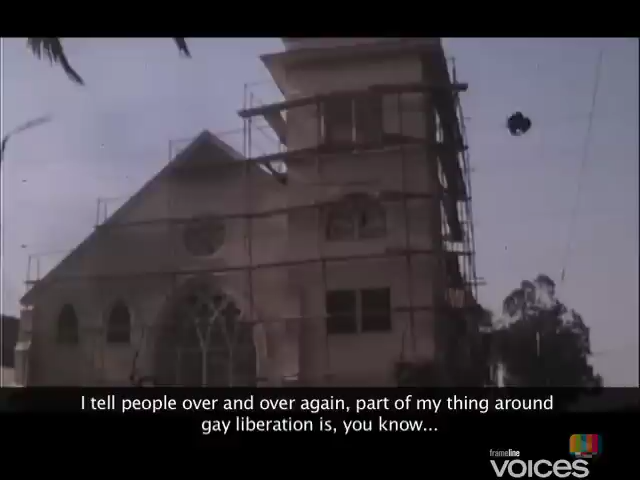 I tell people over and over again, part of my thing around
gay liberation is, you know...
frameline
VOICES